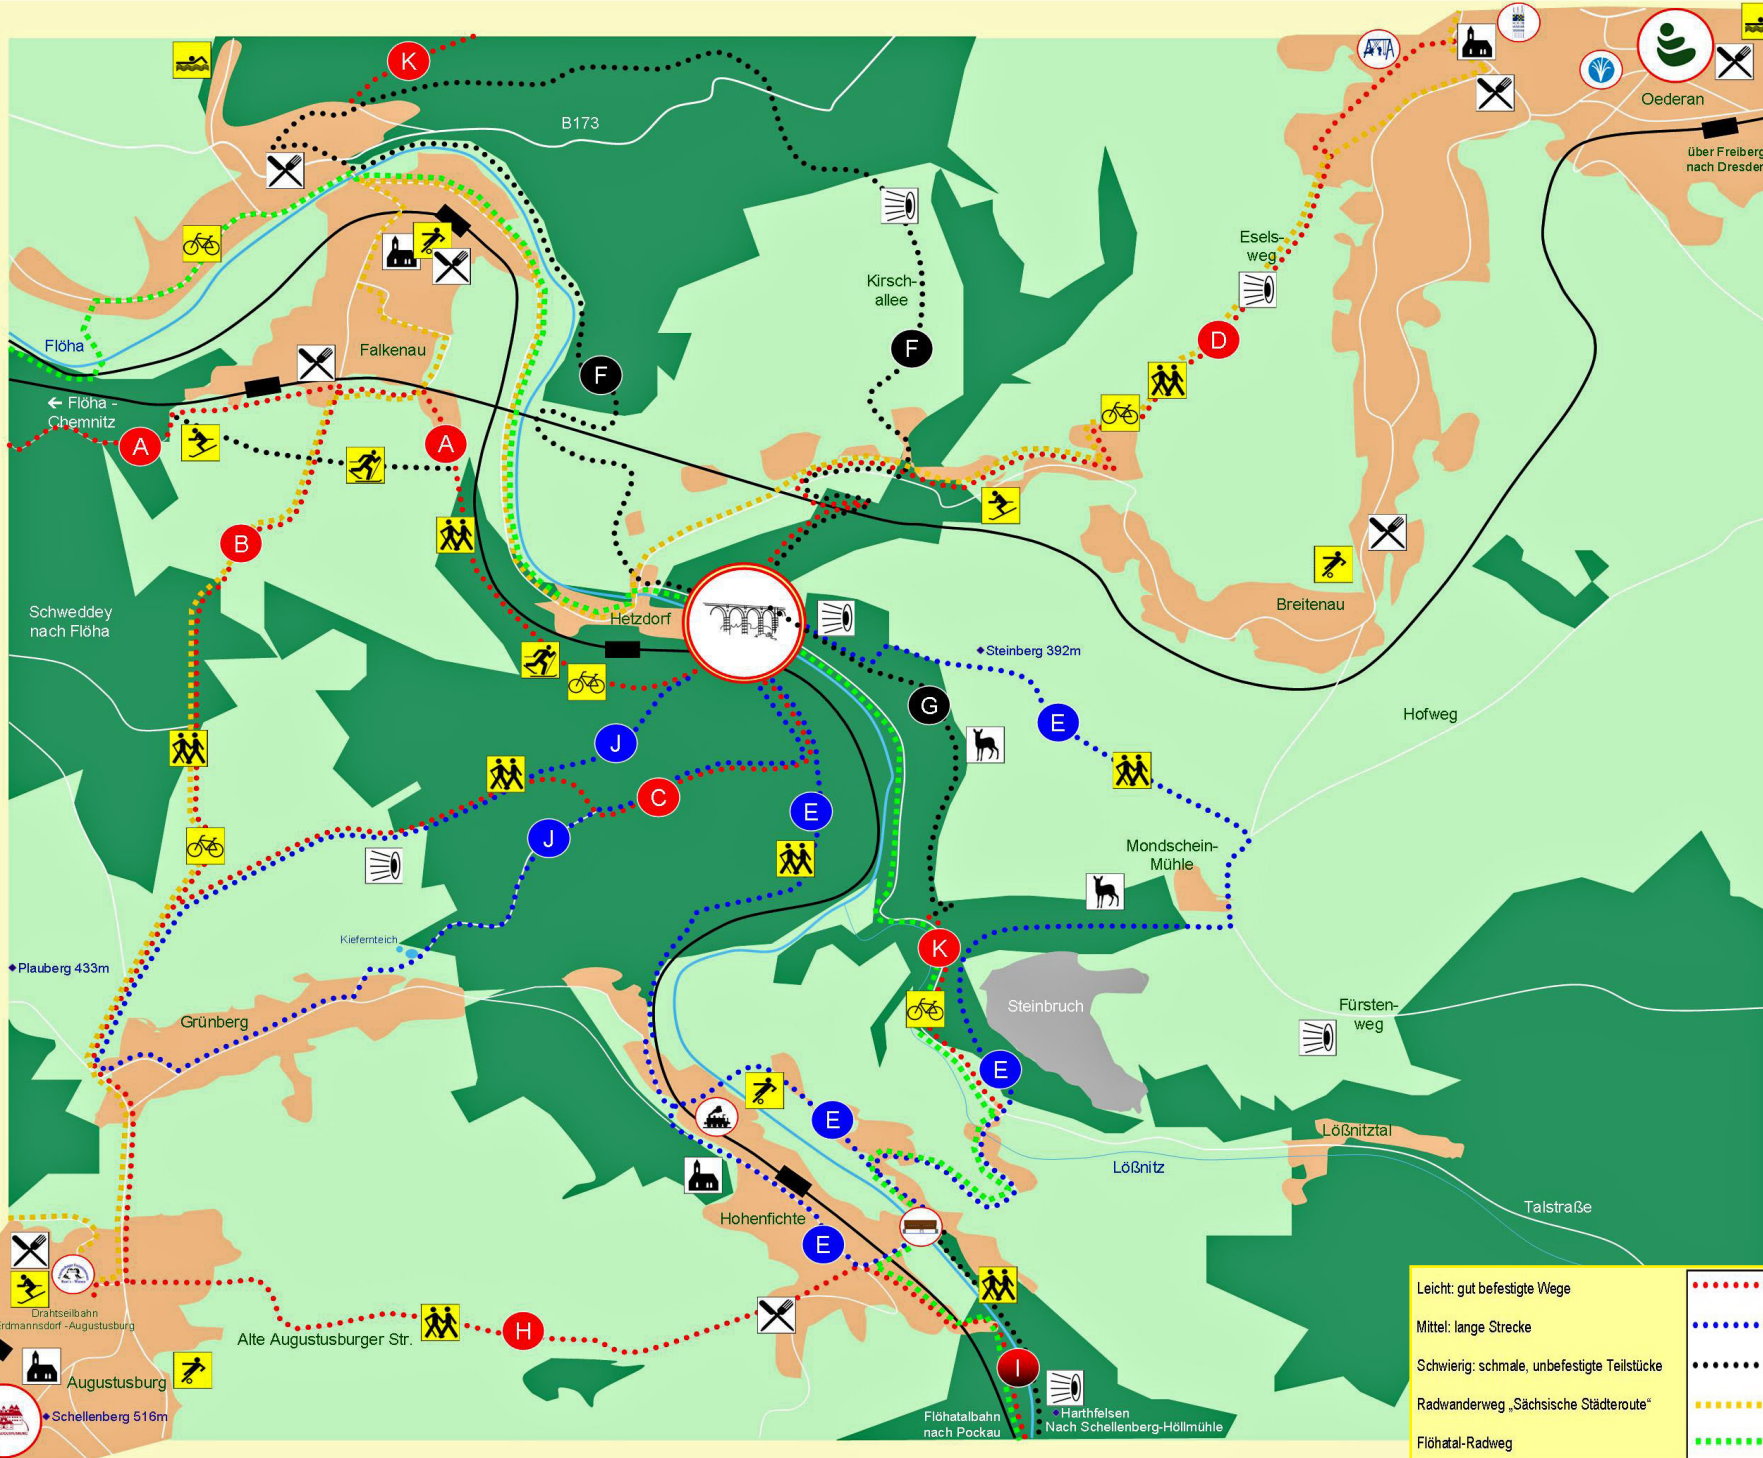 K
B173
Oederan
über Freiberg
nach Dresden
Esels-
weg
Kirsch-
allee
D
F
F
Flöha
Falkenau
← Flöha -
Chemnitz
A
A
B
Schweddey
nach Flöha
Hetzdorf
Breitenau
Steinberg 392m
G
E
Hofweg
J
C
E
J
Mondschein-
Mühle
Kiefernteich
K
Plauberg 433m
Steinbruch
Fürsten-
weg
Grünberg
E
E
Lößnitztal
Lößnitz
Talstraße
Hohenfichte
E
Drahtseilbahn
Erdmannsdorf -Augustusburg
Alte Augustusburger Str.
H
I
Augustusburg
Schellenberg 516m
Flöhatalbahn
nach Pockau
Harthfelsen
Nach Schellenberg-Höllmühle
Leicht: gut befestigte Wege
Mittel: lange Strecke
Schwierig: schmale, unbefestigte Teilstücke
Radwanderweg „Sächsische Städteroute“
Flöhatal-Radweg